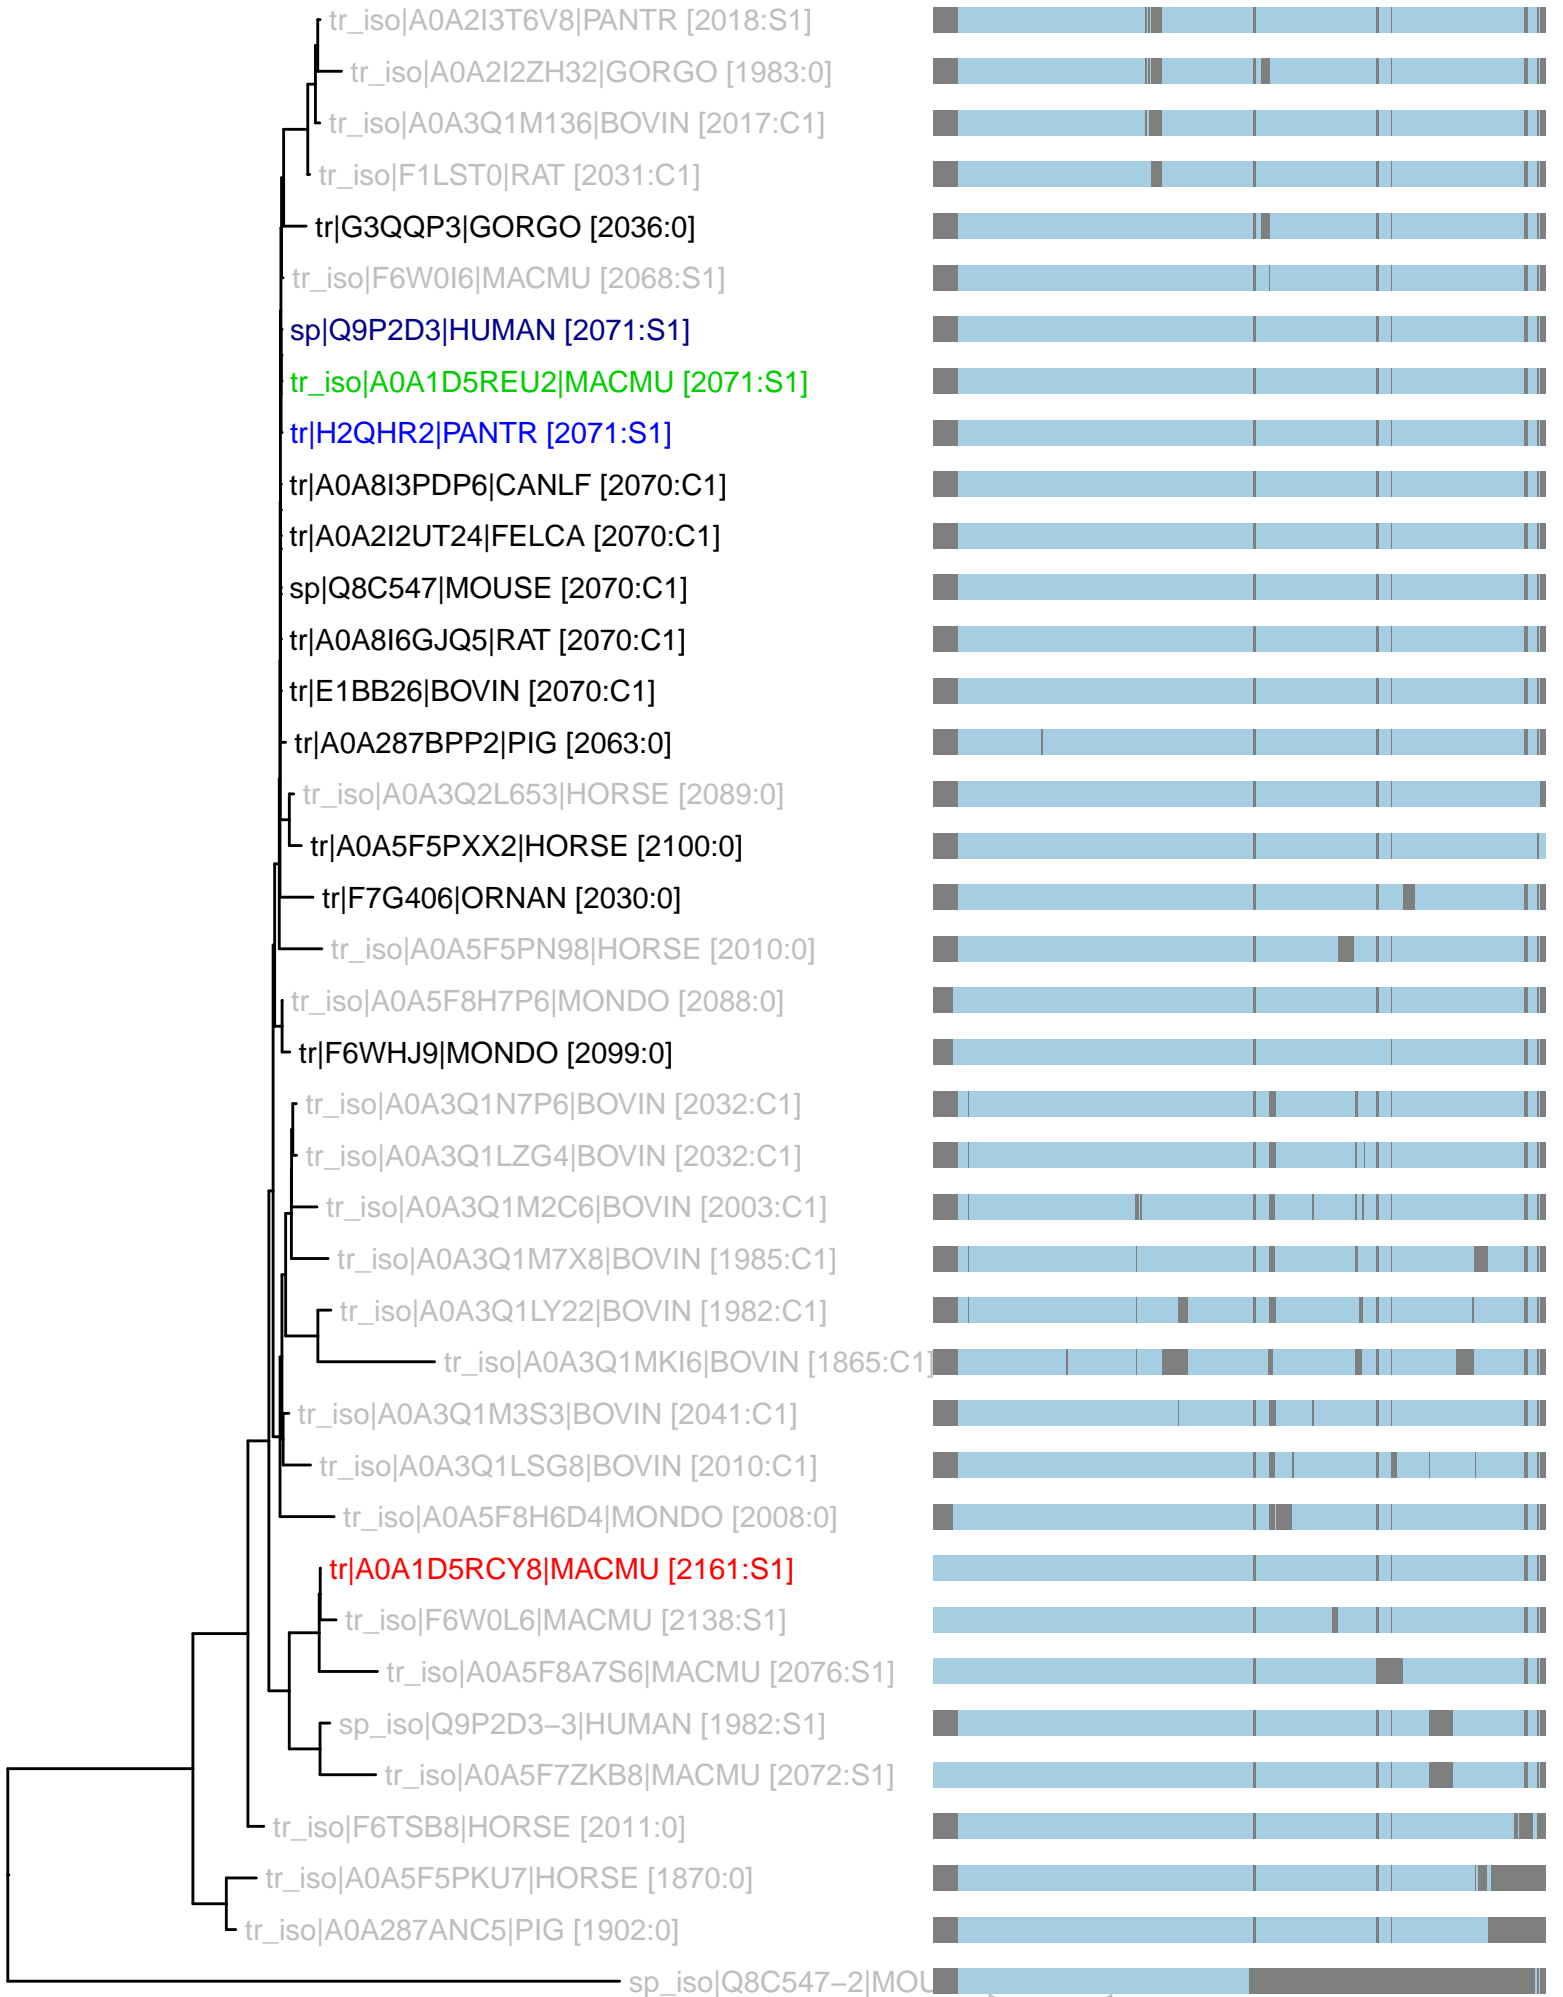 tr_iso|A0A2I3T6V8|PANTR [2018:S1]
tr_iso|A0A2I2ZH32|GORGO [1983:0]
tr_iso|A0A3Q1M136|BOVIN [2017:C1]
tr_iso|F1LST0|RAT [2031:C1]
tr|G3QQP3|GORGO [2036:0]
tr_iso|F6W0I6|MACMU [2068:S1]
sp|Q9P2D3|HUMAN [2071:S1]
tr_iso|A0A1D5REU2|MACMU [2071:S1]
tr|H2QHR2|PANTR [2071:S1]
tr|A0A8I3PDP6|CANLF [2070:C1]
tr|A0A2I2UT24|FELCA [2070:C1]
sp|Q8C547|MOUSE [2070:C1]
tr|A0A8I6GJQ5|RAT [2070:C1]
tr|E1BB26|BOVIN [2070:C1]
tr|A0A287BPP2|PIG [2063:0]
tr_iso|A0A3Q2L653|HORSE [2089:0]
tr|A0A5F5PXX2|HORSE [2100:0]
tr|F7G406|ORNAN [2030:0]
tr_iso|A0A5F5PN98|HORSE [2010:0]
tr_iso|A0A5F8H7P6|MONDO [2088:0]
tr|F6WHJ9|MONDO [2099:0]
tr_iso|A0A3Q1N7P6|BOVIN [2032:C1]
tr_iso|A0A3Q1LZG4|BOVIN [2032:C1]
tr_iso|A0A3Q1M2C6|BOVIN [2003:C1]
tr_iso|A0A3Q1M7X8|BOVIN [1985:C1]
tr_iso|A0A3Q1LY22|BOVIN [1982:C1]
tr_iso|A0A3Q1MKI6|BOVIN [1865:C1]
tr_iso|A0A3Q1M3S3|BOVIN [2041:C1]
tr_iso|A0A3Q1LSG8|BOVIN [2010:C1]
tr_iso|A0A5F8H6D4|MONDO [2008:0]
tr|A0A1D5RCY8|MACMU [2161:S1]
tr_iso|F6W0L6|MACMU [2138:S1]
tr_iso|A0A5F8A7S6|MACMU [2076:S1]
sp_iso|Q9P2D3−3|HUMAN [1982:S1]
tr_iso|A0A5F7ZKB8|MACMU [2072:S1]
tr_iso|F6TSB8|HORSE [2011:0]
tr_iso|A0A5F5PKU7|HORSE [1870:0]
tr_iso|A0A287ANC5|PIG [1902:0]
sp_iso|Q8C547−2|MOU